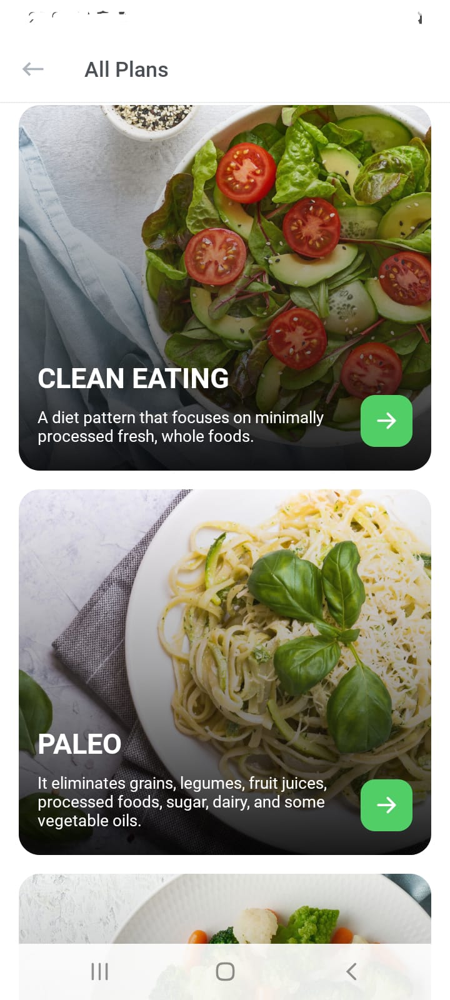 All Plans
CLEAN EATING
A diet pattern that focuses on minimally
processed fresh, whole foods.
PALEO
It eliminates grains, legumes, fruit juices,
processed foods, sugar, dairy, and some
vegetable oils.